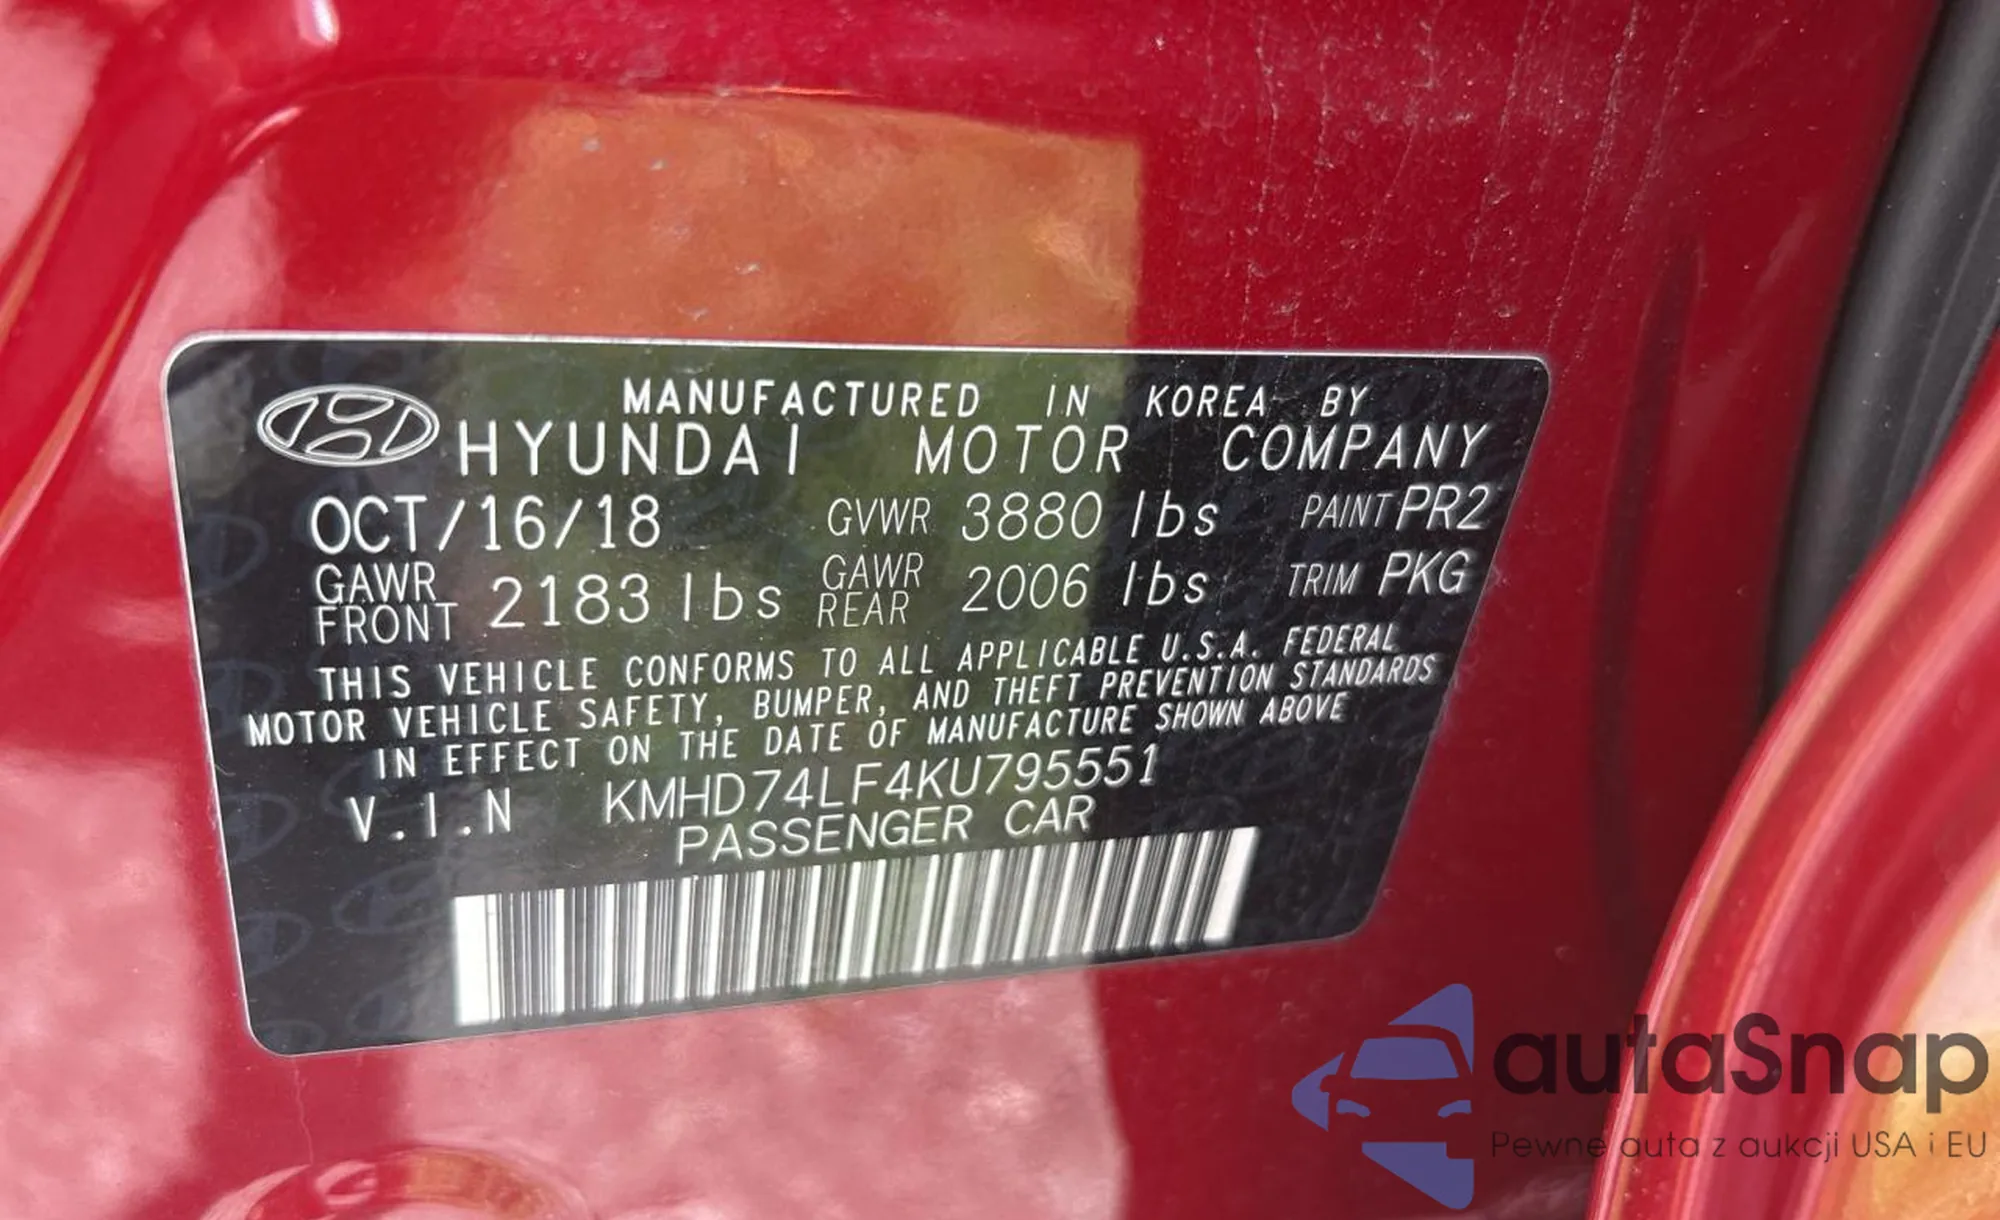 MANUFACTURED IN KOREA BY
HYUNDAI MOTOR COMPANY
OCT/16/18 GVWR 3880 lbs PAINT PR2
GAWR FRONT 2183 lbs GAWR REAR 2006 lbs TRIM PKG
THIS VEHICLE CONFORMS TO ALL APPLICABLE U.S.A. FEDERAL
MOTOR VEHICLE SAFETY, BUMPER, AND THEFT PREVENTION STANDARDS
IN EFFECT ON THE DATE OF MANUFACTURE SHOWN ABOVE
V.I.N KMHD74LF4KU795551
PASSENGER CAR
autaSnap
Pewne auta z aukcji USA i EU